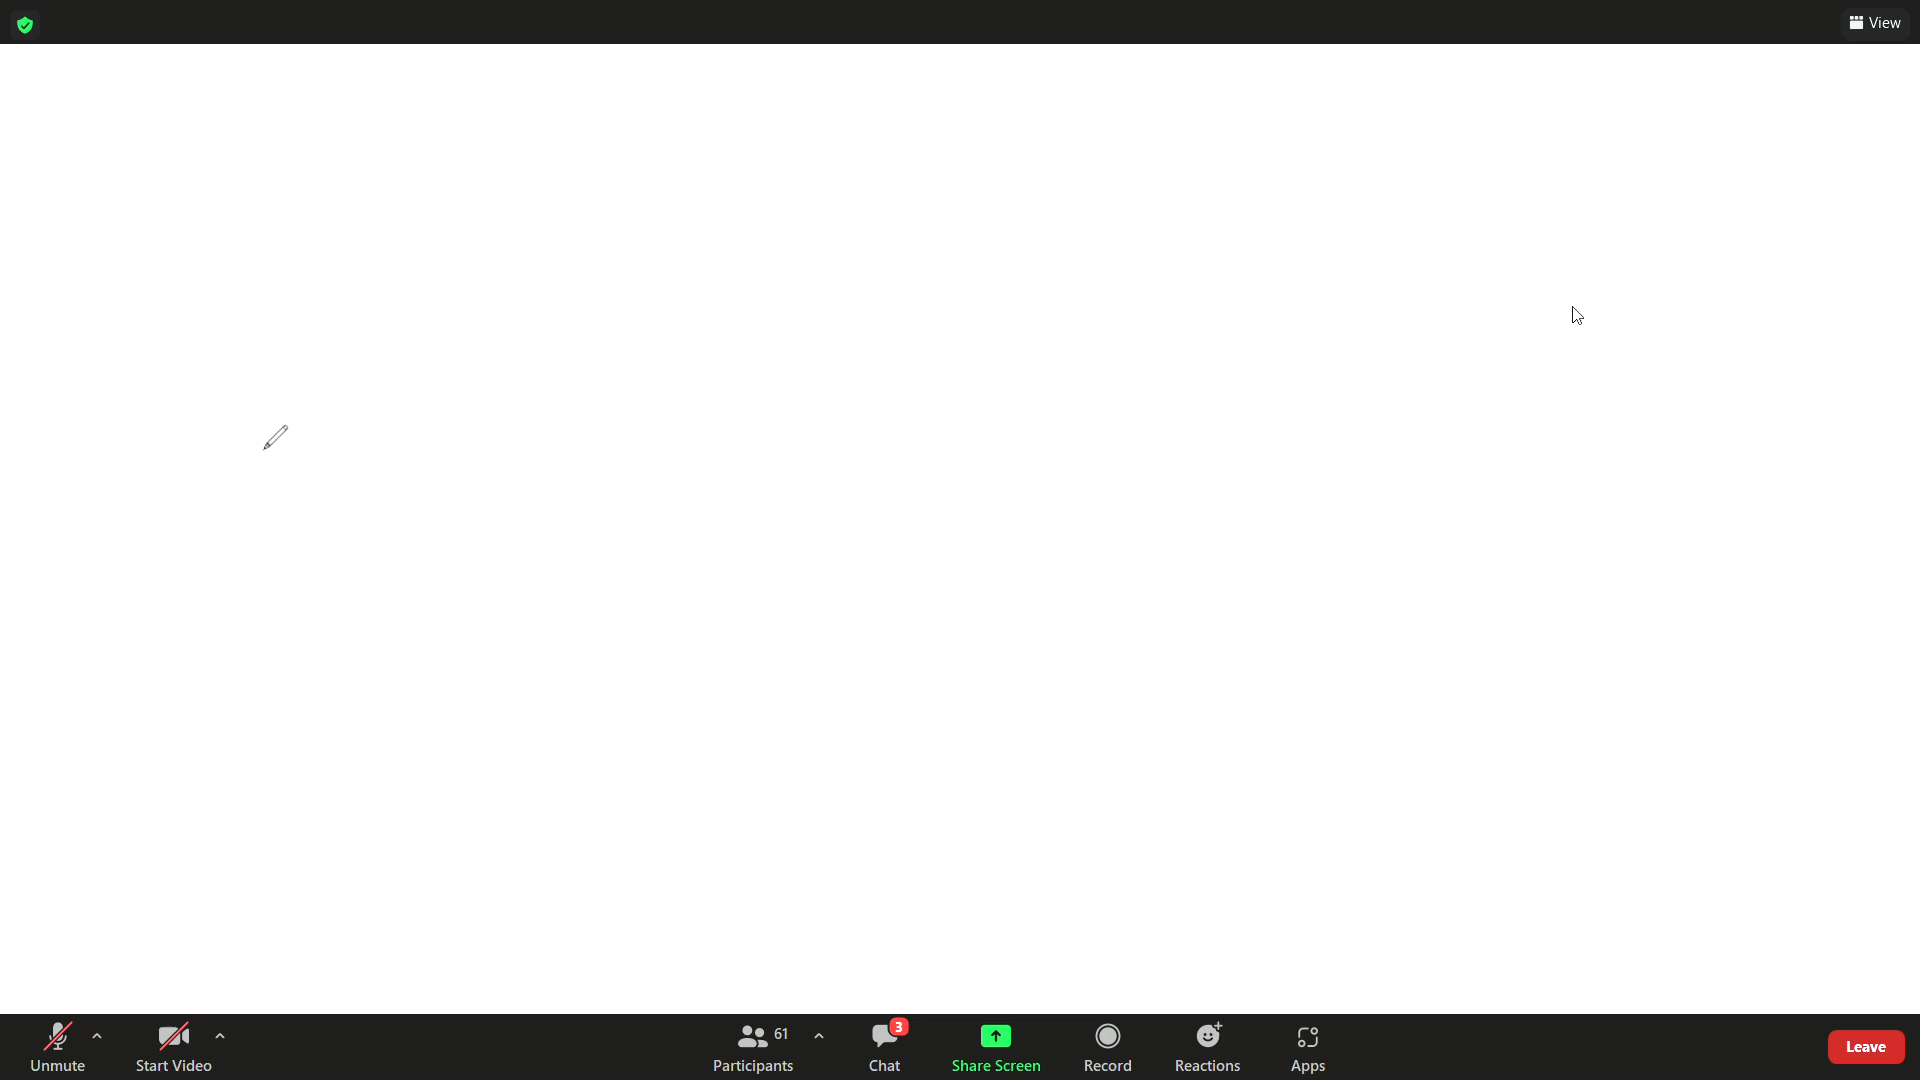 View
Unmute
Start Video
61
Participants
3
Chat
Share Screen
Record
Reactions
Apps
Leave